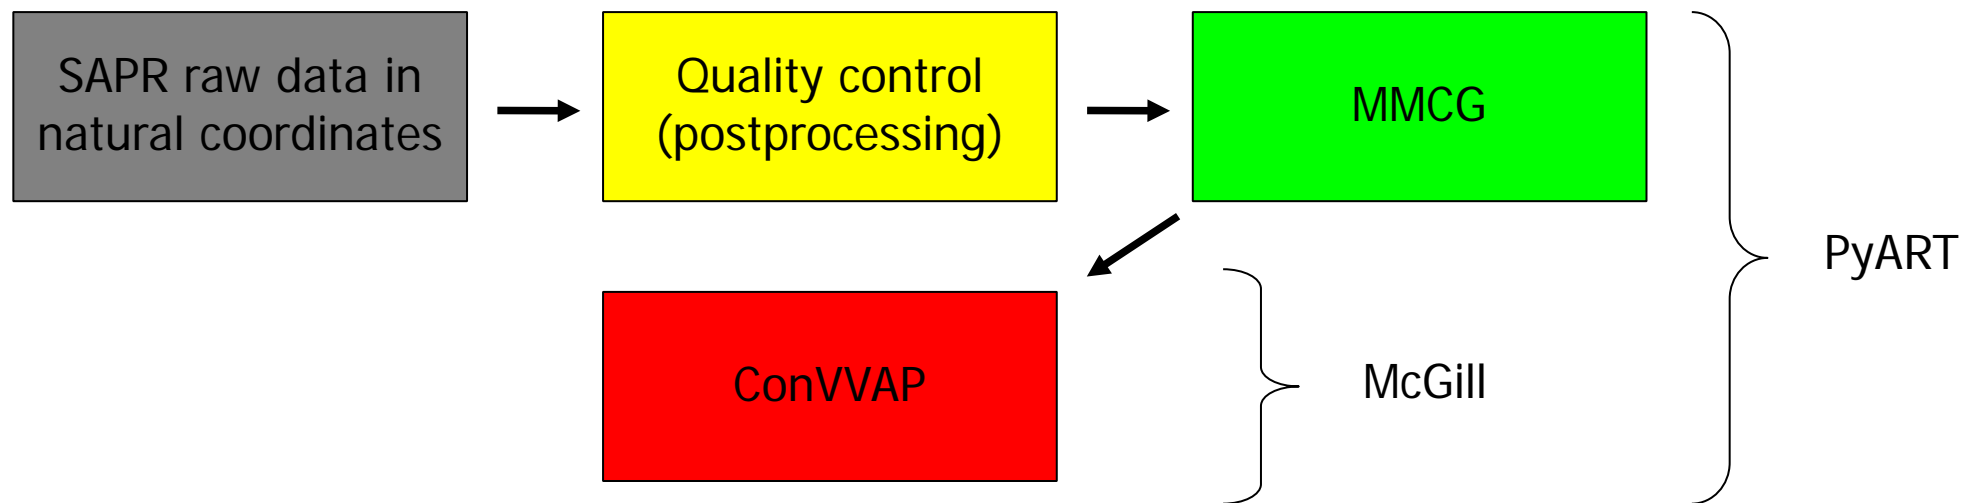 SAPR raw data in
natural coordinates
Quality control
(postprocessing)
MMCG
PyART
ConVVAP
McGill